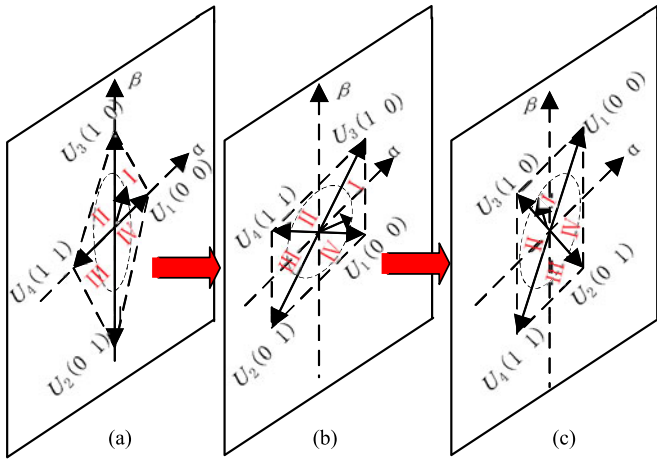 β
U3(1 0)
α
I
II
U1(0 0)
IV
III
U4(1 1)
U2(0 1)
(a)
β
U3(1 0)
α
I
II
U4(1 1)
III
IV
U1(0 0)
U2(0 1)
(b)
β
U1(0 0)
α
U3(1 0)
I
IV
II
III
U2(0 1)
U4(1 1)
(c)